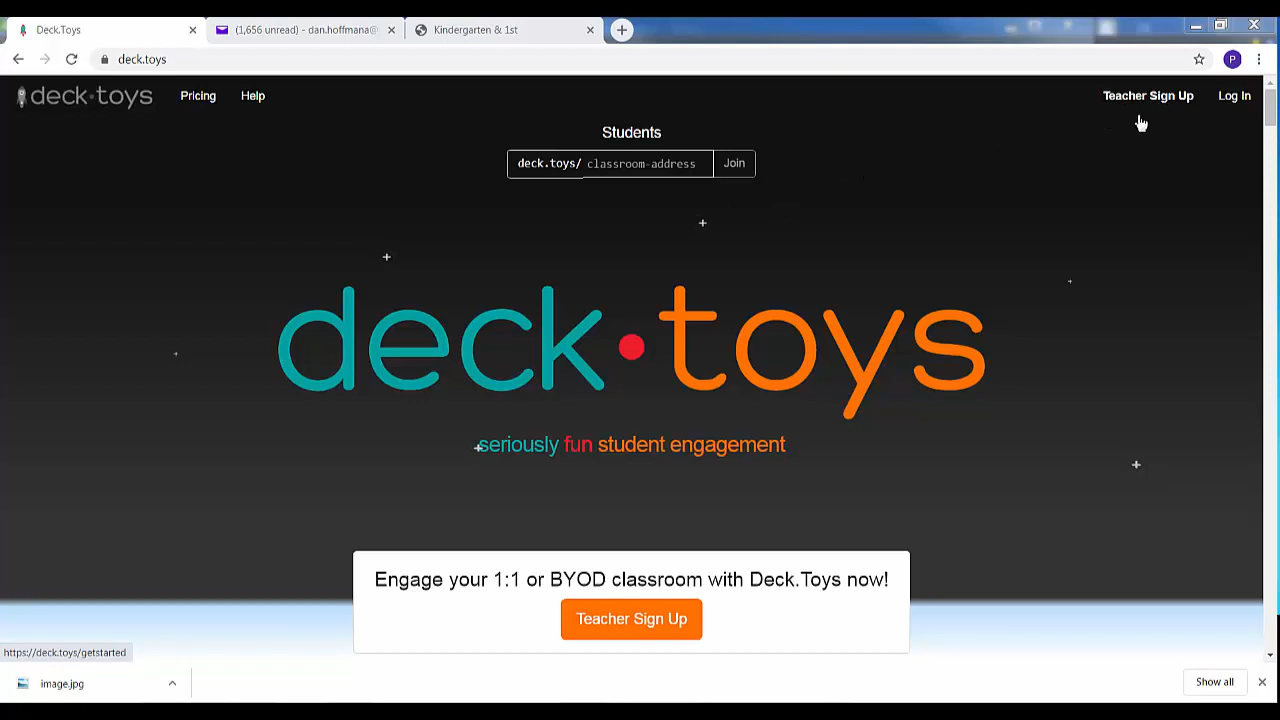 Deck.Toys
(1,656 unread) - dan.hoffmana@
Kindergarten & 1st
deck.toys
P
deck•toys
Pricing
Help
Teacher Sign Up
Log In
Students
deck.toys/ classroom-address
Join
deck•toys
seriously fun student engagement
Engage your 1:1 or BYOD classroom with Deck.Toys now!
Teacher Sign Up
https://deck.toys/getstarted
image.jpg
Show all